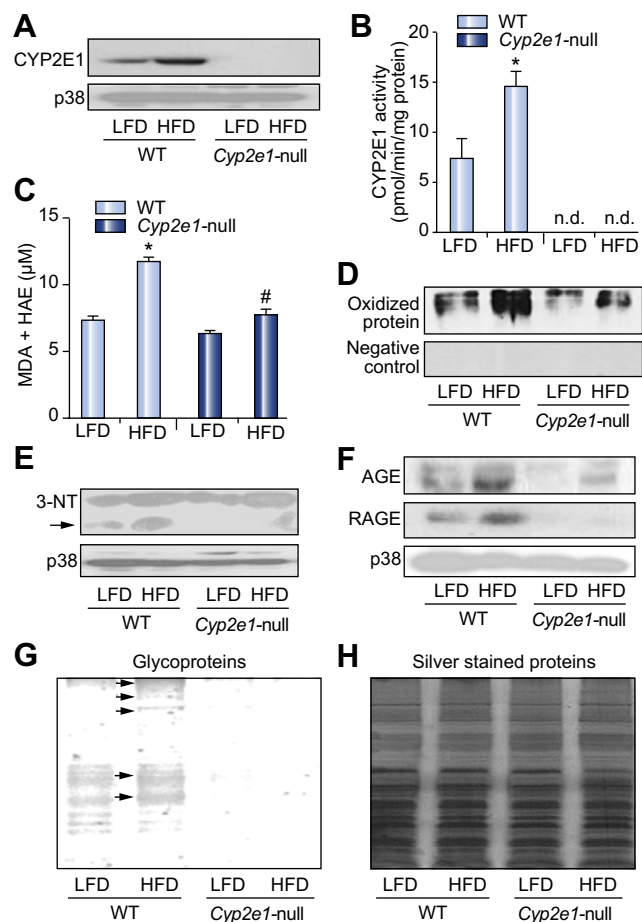 A
CYP2E1
p38
LFD HFD LFD HFD
WT Cyp2e1-null
B
WT
Cyp2e1-null
CYP2E1 activity
(pmol/min/mg protein)
20
15
10
5
0
*
n.d. n.d.
LFD HFD LFD HFD
C
WT
Cyp2e1-null
MDA + HAE (µM)
15
10
5
0
*
#
LFD HFD LFD HFD
D
Oxidized
protein
Negative
control
LFD HFD LFD HFD
WT Cyp2e1-null
E
3-NT
p38
LFD HFD LFD HFD
WT Cyp2e1-null
F
AGE
RAGE
p38
LFD HFD LFD HFD
WT Cyp2e1-null
G
Glycoproteins
LFD HFD LFD HFD
WT Cyp2e1-null
H
Silver stained proteins
LFD HFD LFD HFD
WT Cyp2e1-null